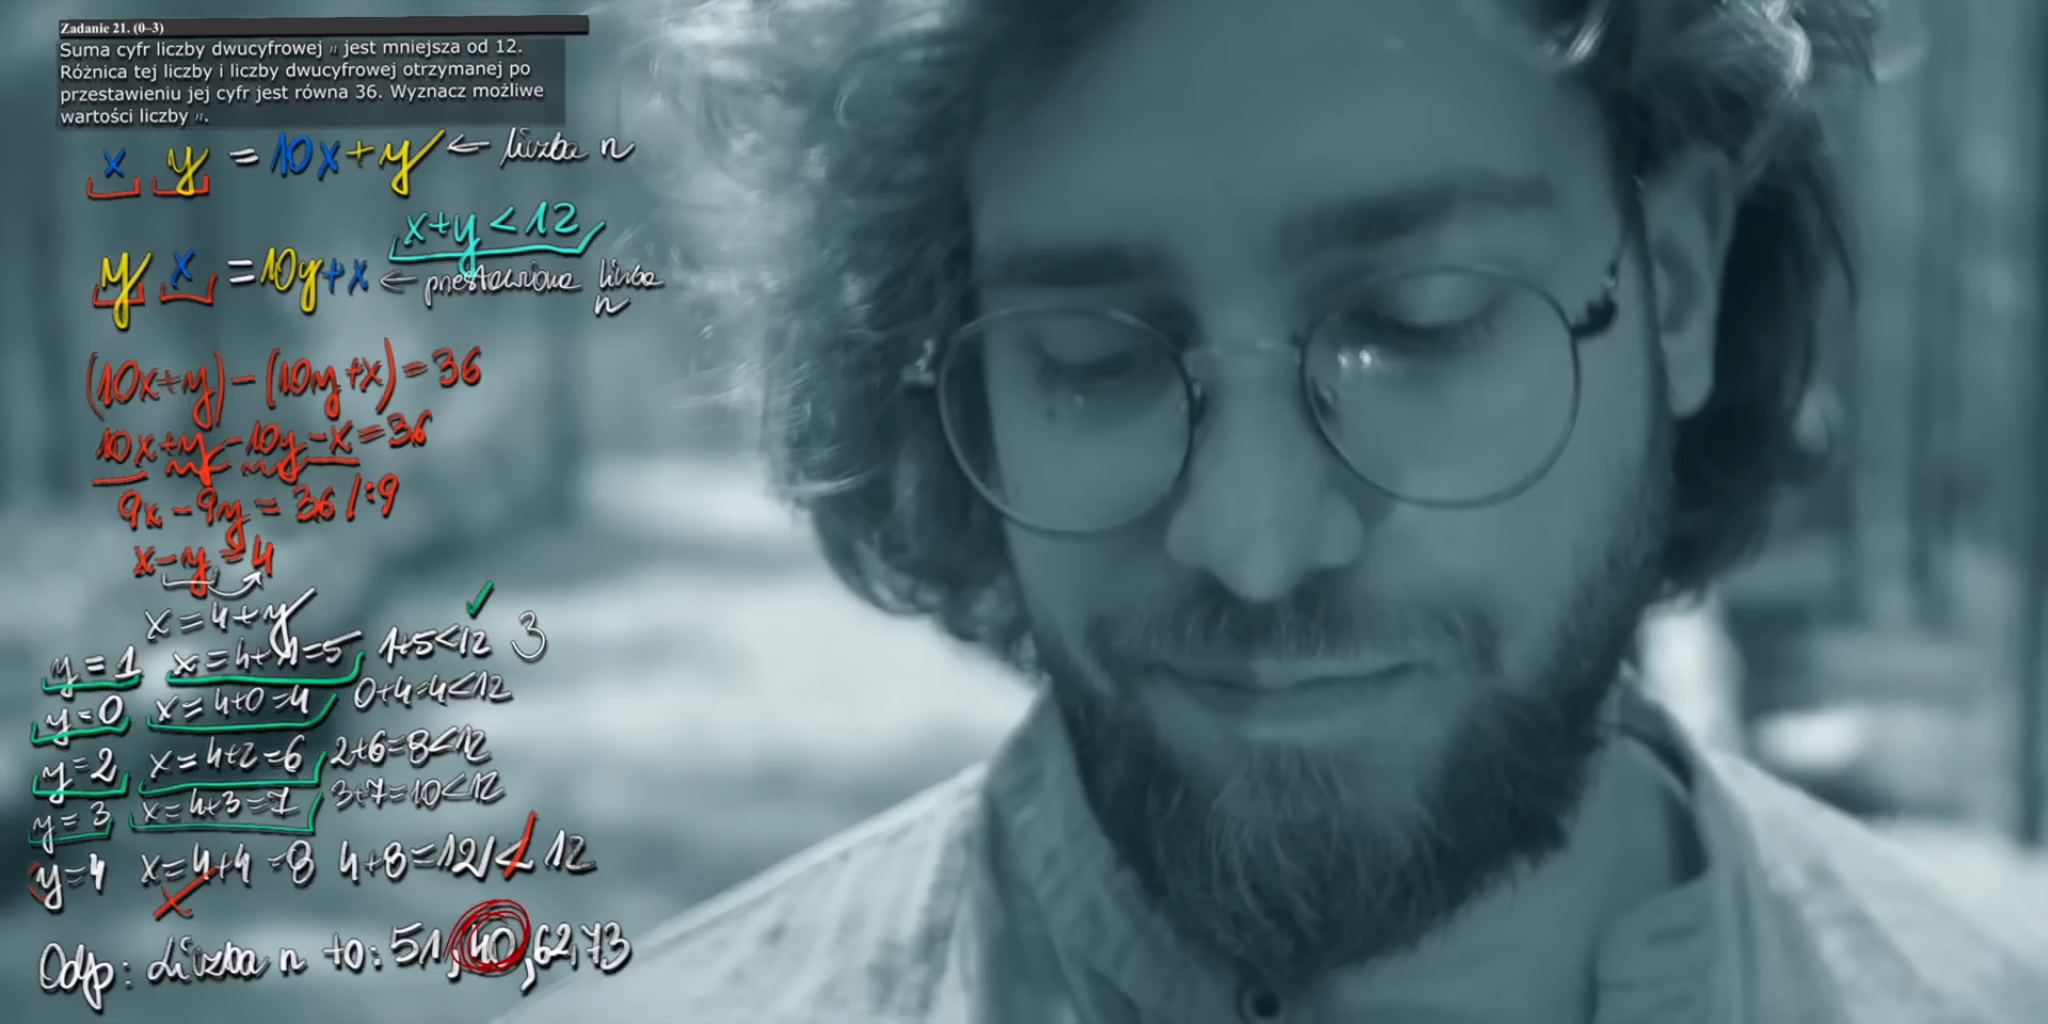 Zadanie 21. (0–3)
Suma cyfr liczby dwucyfrowej n jest mniejsza od 12.
Różnica tej liczby i liczby dwucyfrowej otrzymanej po
przestawieniu jej cyfr jest równa 36. Wyznacz możliwe
wartości liczby n.
x y = 10x+y ← liczba n
x+y < 12
y x = 10y+x ← przestawiona liczba
n
(10x+y) – (10y+x) = 36
10x+y-10y-x = 36
9x – 9y = 36 /:9
x – y = 4
x = 4+y
y = 1 x = 4+1=5 1+5<12 ✓ 3
y=0 x = 4+0=4 0+4=4<12
y=2 x = 4+2=6 2+6=8<12
y=3 x=4+3=7 3+7=10<12
y=4 x=4+4=8 4+8=12 < 12
Odp: Liczba n to: 51, 40, 62, 73